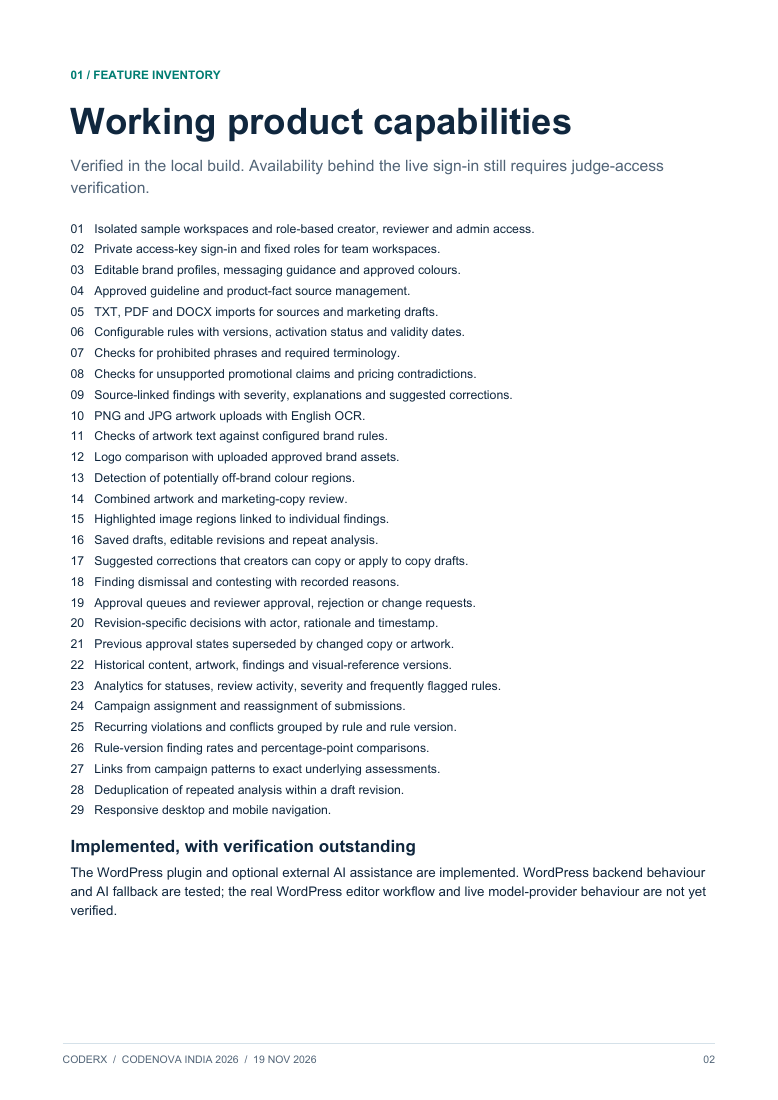 01 / FEATURE INVENTORY
Working product capabilities
Verified in the local build. Availability behind the live sign-in still requires judge-access
verification.
01 Isolated sample workspaces and role-based creator, reviewer and admin access.
02 Private access-key sign-in and fixed roles for team workspaces.
03 Editable brand profiles, messaging guidance and approved colours.
04 Approved guideline and product-fact source management.
05 TXT, PDF and DOCX imports for sources and marketing drafts.
06 Configurable rules with versions, activation status and validity dates.
07 Checks for prohibited phrases and required terminology.
08 Checks for unsupported promotional claims and pricing contradictions.
09 Source-linked findings with severity, explanations and suggested corrections.
10 PNG and JPG artwork uploads with English OCR.
11 Checks of artwork text against configured brand rules.
12 Logo comparison with uploaded approved brand assets.
13 Detection of potentially off-brand colour regions.
14 Combined artwork and marketing-copy review.
15 Highlighted image regions linked to individual findings.
16 Saved drafts, editable revisions and repeat analysis.
17 Suggested corrections that creators can copy or apply to copy drafts.
18 Finding dismissal and contesting with recorded reasons.
19 Approval queues and reviewer approval, rejection or change requests.
20 Revision-specific decisions with actor, rationale and timestamp.
21 Previous approval states superseded by changed copy or artwork.
22 Historical content, artwork, findings and visual-reference versions.
23 Analytics for statuses, review activity, severity and frequently flagged rules.
24 Campaign assignment and reassignment of submissions.
25 Recurring violations and conflicts grouped by rule and rule version.
26 Rule-version finding rates and percentage-point comparisons.
27 Links from campaign patterns to exact underlying assessments.
28 Deduplication of repeated analysis within a draft revision.
29 Responsive desktop and mobile navigation.
Implemented, with verification outstanding
The WordPress plugin and optional external AI assistance are implemented. WordPress backend behaviour
and AI fallback are tested; the real WordPress editor workflow and live model-provider behaviour are not yet
verified.
CODERX / CODENOVA INDIA 2026 / 19 NOV 2026 02